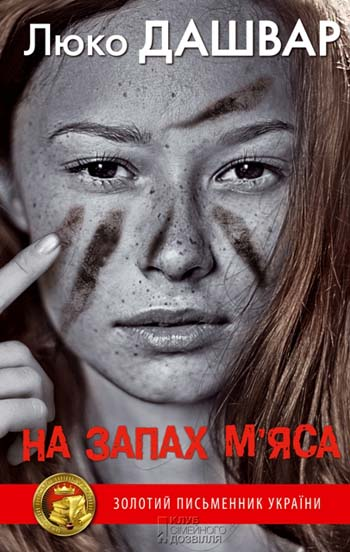 Люко ДАШВАР
НА ЗАПАХ М'ЯСА
ЗОЛОТИЙ ПИСЬМЕННИК УКРАЇНИ
КЛУБ
СІМЕЙНОГО
ДОЗВІЛЛЯ